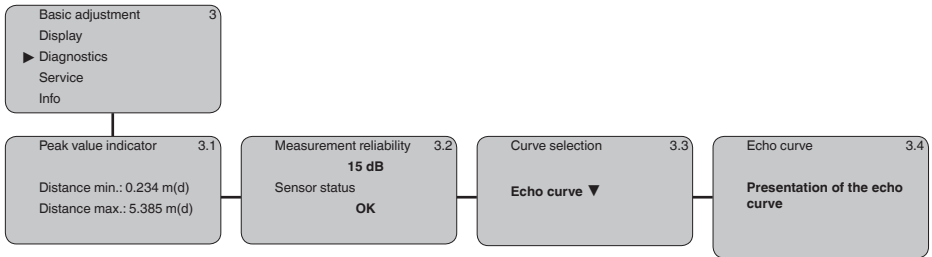 Basic adjustment 3
Display
▶ Diagnostics
Service
Info
Peak value indicator 3.1
Distance min.: 0.234 m(d)
Distance max.: 5.385 m(d)
Measurement reliability 3.2
15 dB
Sensor status
OK
Curve selection 3.3
Echo curve ▼
Echo curve 3.4
Presentation of the echo
curve